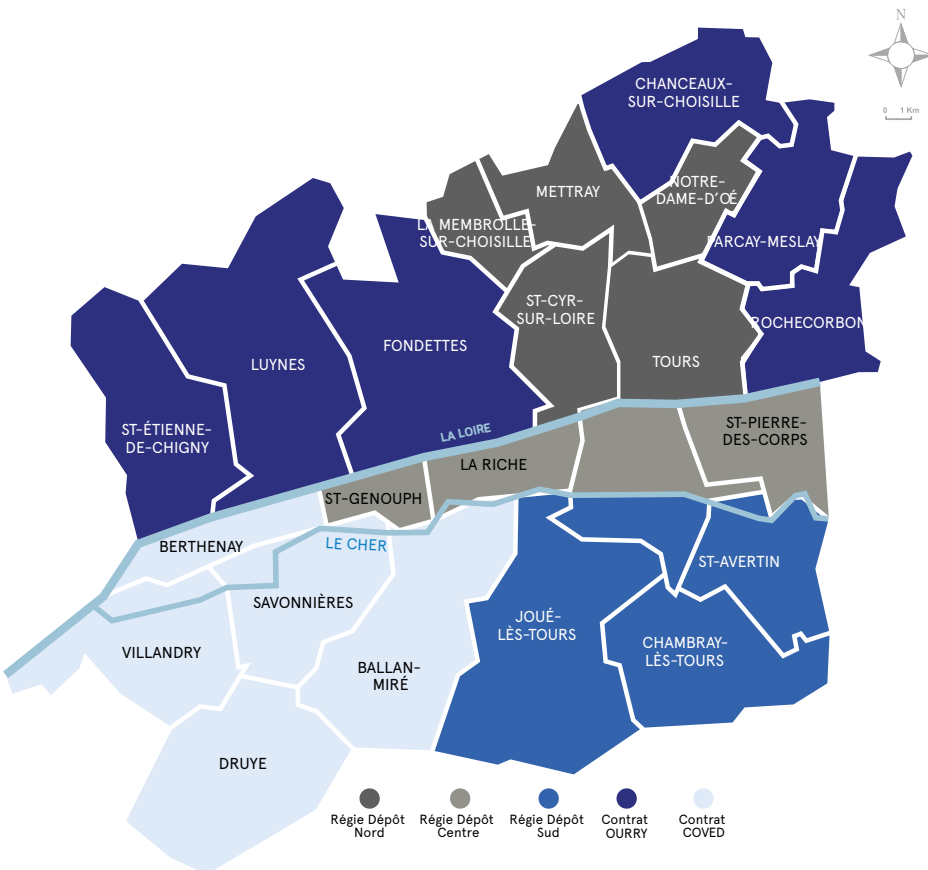 N
0 1 Km
CHANCEAUX-
SUR-CHOISILLE
METTRAY
NOTRE-
DAME-D'OÉ
LA MEMBROLLE-
SUR-CHOISILLE
PARCAY-MESLAY
ST-CYR-
SUR-LOIRE
ROCHECORBON
FONDETTES
LUYNES
TOURS
ST-ÉTIENNE-
DE-CHIGNY
LA LOIRE
ST-PIERRE-
DES-CORPS
LA RICHE
ST-GENOUPH
BERTHENAY
LE CHER
ST-AVERTIN
SAVONNIÈRES
JOUÉ-
LÈS-TOURS
VILLANDRY
CHAMBRAY-
LÈS-TOURS
BALLAN-
MIRÉ
DRUYE
Régie Dépôt
Nord
Régie Dépôt
Centre
Régie Dépôt
Sud
Contrat
OURRY
Contrat
COVED